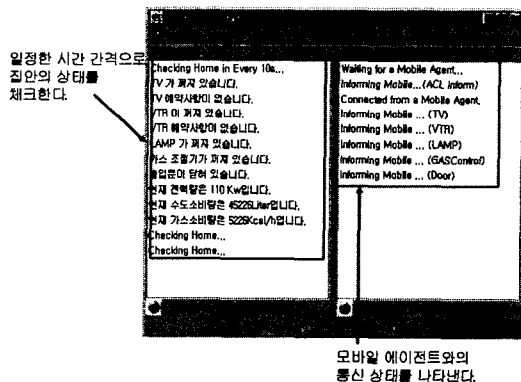 일정한 시간 간격으로
집안의 상태를
체크한다.
Checking Home in Every 10s...
TV 가 꺼져 있습니다.
TV 예약사항이 없습니다.
VTR 이 꺼져 있습니다.
VTR 예약사항이 없습니다.
LAMP 가 꺼져 있습니다.
가스 조절기가 꺼져 있습니다.
출입문이 닫혀 있습니다.
현재 전력량은 110 Kw입니다.
현재 수도소비량은 45226Liter입니다.
현재 가스소비량은 5226Kcal/h입니다.
Checking Home...
Checking Home...
Waiting for a Mobile Agent...
Informing Mobile...(ACL inform)
Connected from a Mobile Agent.
Informing Mobile ... (TV)
Informing Mobile ... (VTR)
Informing Mobile ... (LAMP)
Informing Mobile ... (GASControl)
Informing Mobile ... (Door)
모바일 에이전트와의
통신 상태를 나타낸다.